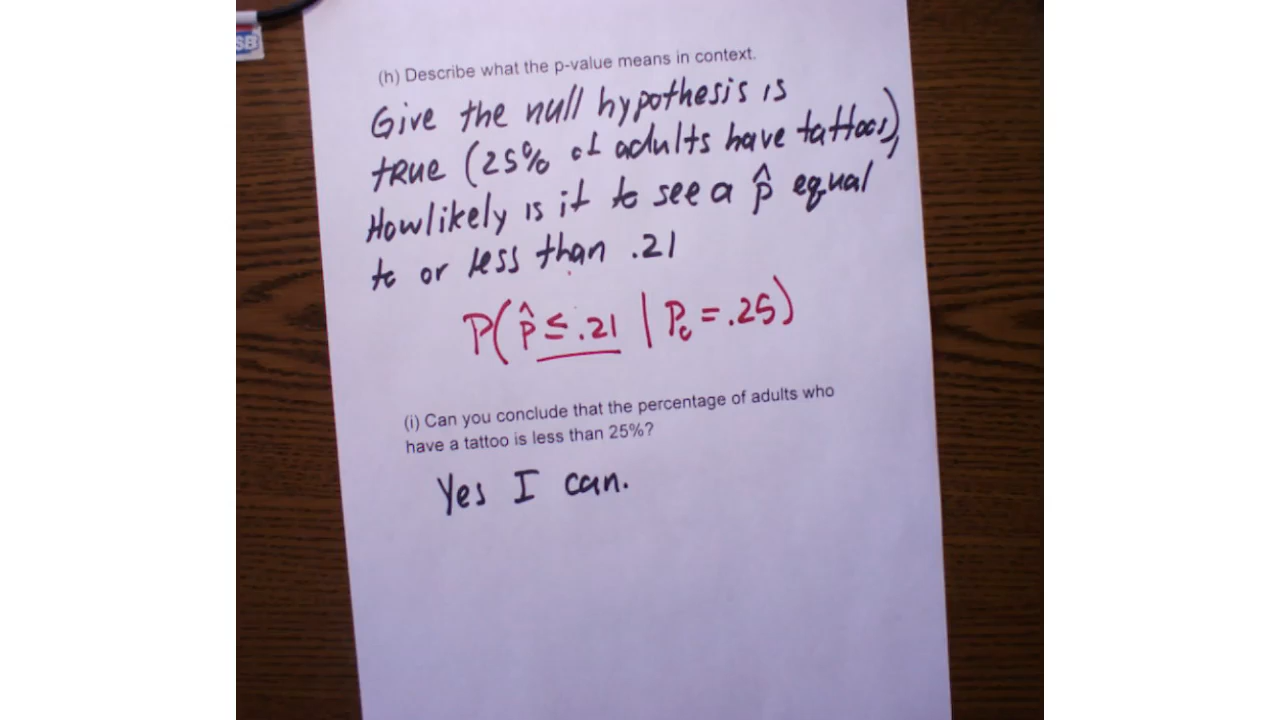 SB
(h) Describe what the p-value means in context.
Give the null hypothesis is
true (25% of adults have tattoos),
How likely is it to see a p̂ equal
to or less than .21
P(p̂ ≤ .21 | P₀ = .25)
(i) Can you conclude that the percentage of adults who
have a tattoo is less than 25%?
Yes I can.